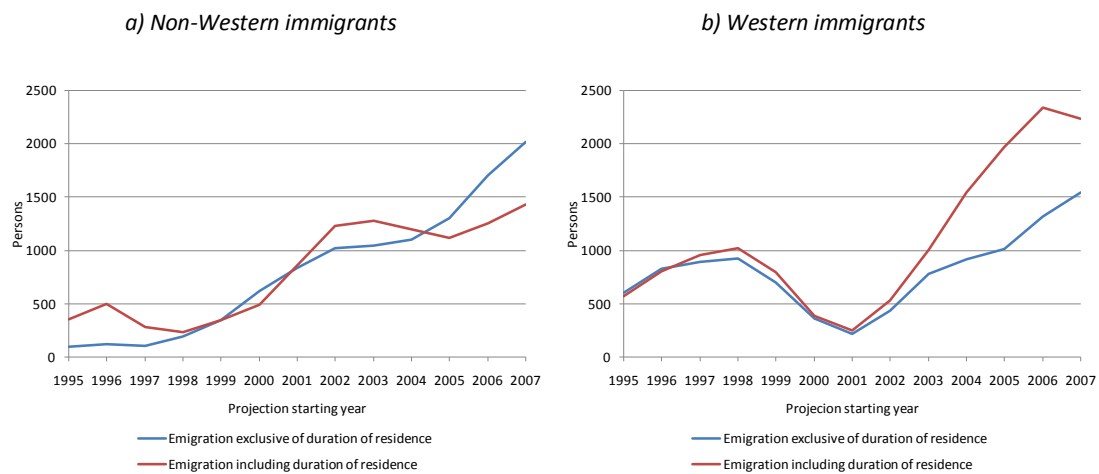 a) Non-Western immigrants
2500
2000
1500
1000
500
0
Persons
1995 1996 1997 1998 1999 2000 2001 2002 2003 2004 2005 2006 2007
Projection starting year
Emigration exclusive of duration of residence
Emigration including duration of residence
b) Western immigrants
2500
2000
1500
1000
500
0
Persons
1995 1996 1997 1998 1999 2000 2001 2002 2003 2004 2005 2006 2007
Projecion starting year
Emigration exclusive of duration of residence
Emigration including duration of residence